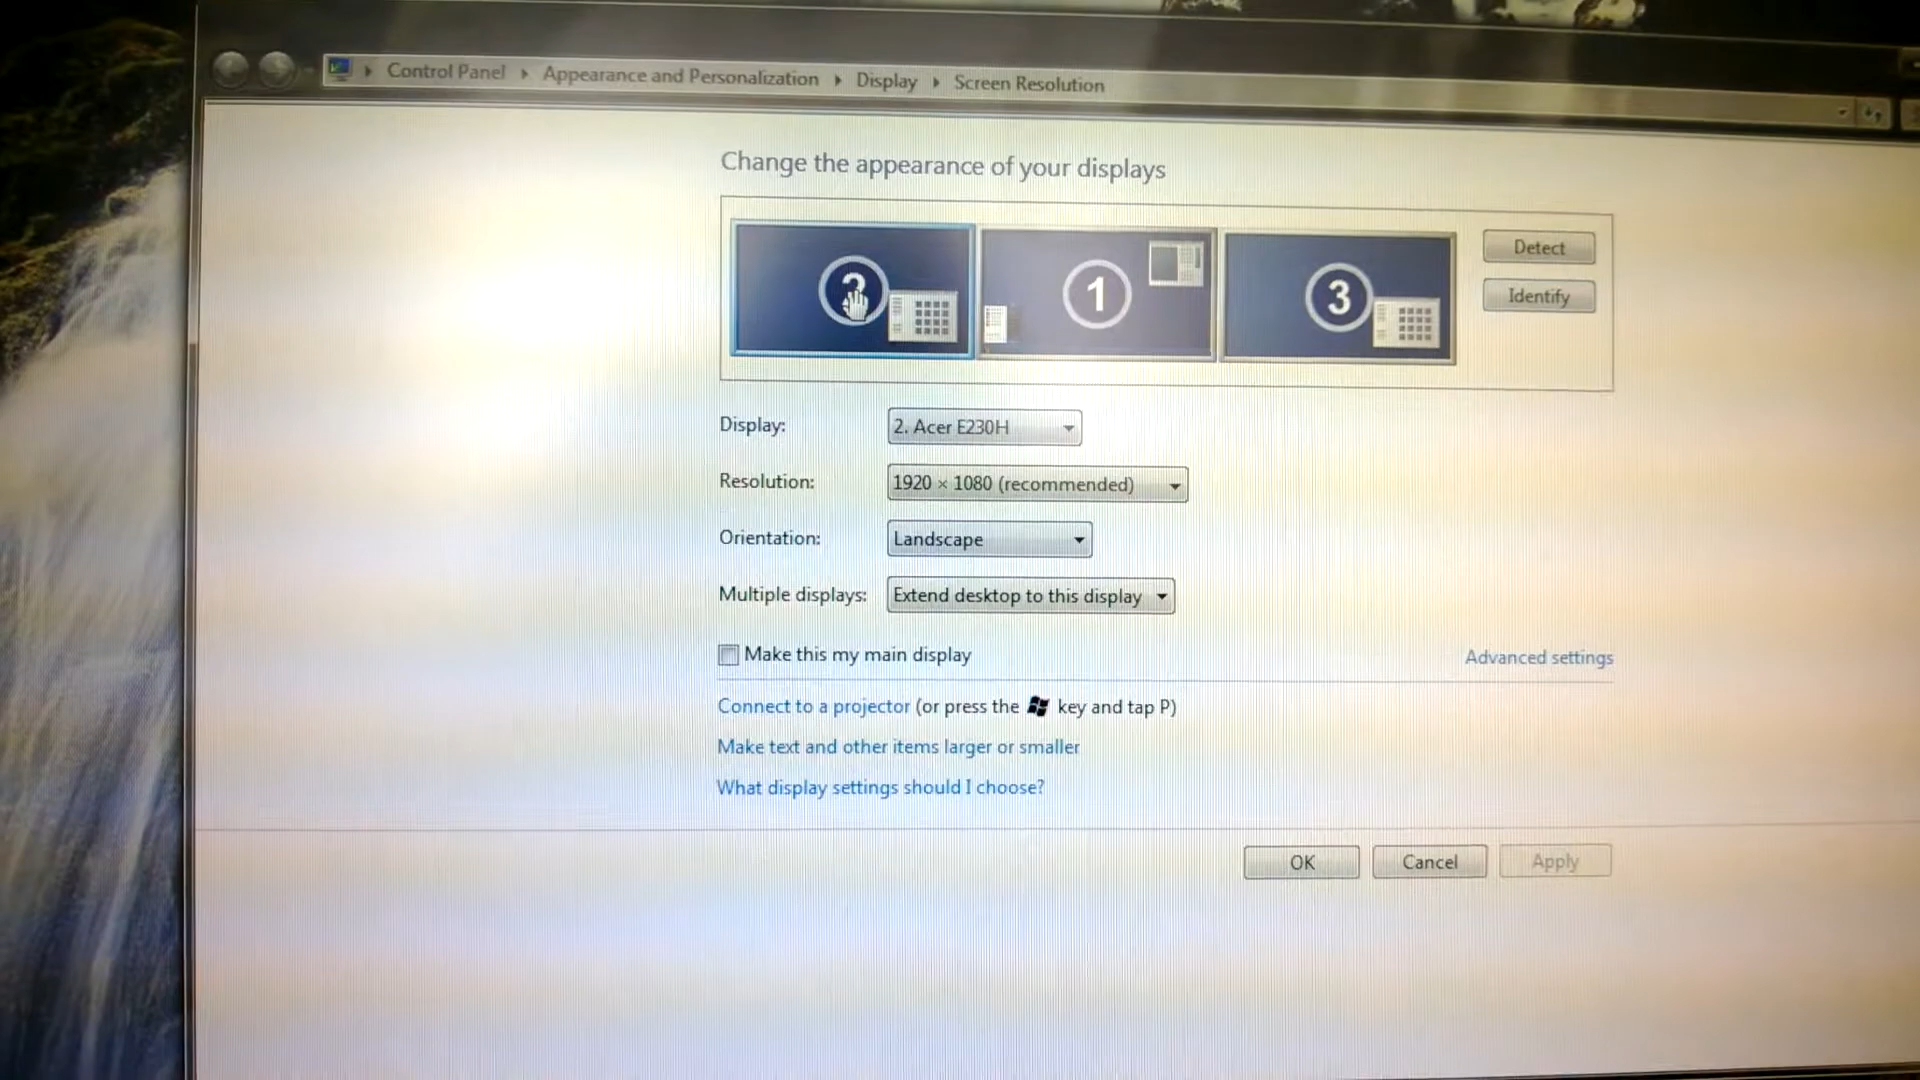 Control Panel Appearance and Personalization Display Screen Resolution
Change the appearance of your displays
2 1 3
Detect
Identify
Display: 2. Acer E230H
Resolution: 1920 × 1080 (recommended)
Orientation: Landscape
Multiple displays: Extend desktop to this display
Make this my main display Advanced settings
Connect to a projector (or press the key and tap P)
Make text and other items larger or smaller
What display settings should I choose?
OK Cancel Apply